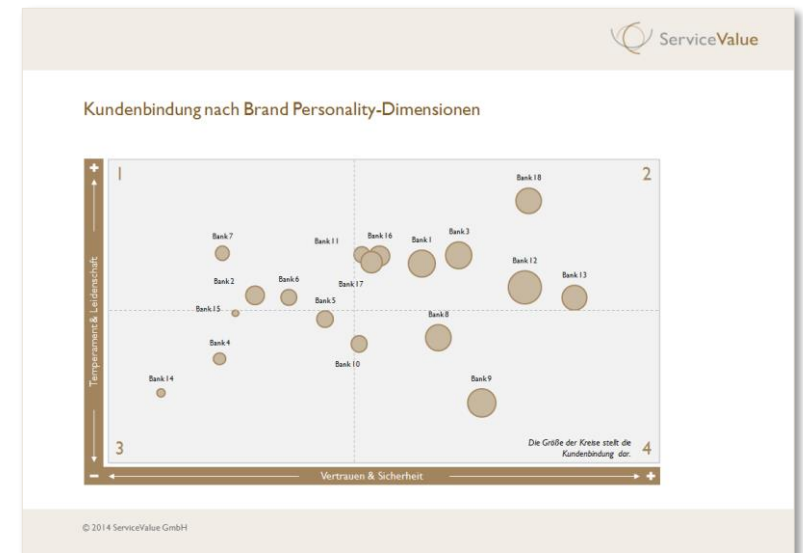 ServiceValue
Kundenbindung nach Brand Personality-Dimensionen
+
1
2
Bank 18
Bank 7
Bank 11
Bank 16
Bank 1
Bank 3
Bank 2
Bank 6
Bank 17
Bank 12
Bank 13
Bank 15
Bank 5
Bank 8
Bank 4
Bank 10
Bank 14
Bank 9
Temperament & Leidenschaft
3
Die Größe der Kreise stellt die
Kundenbindung dar.
4
–
Vertrauen & Sicherheit
+
© 2014 ServiceValue GmbH